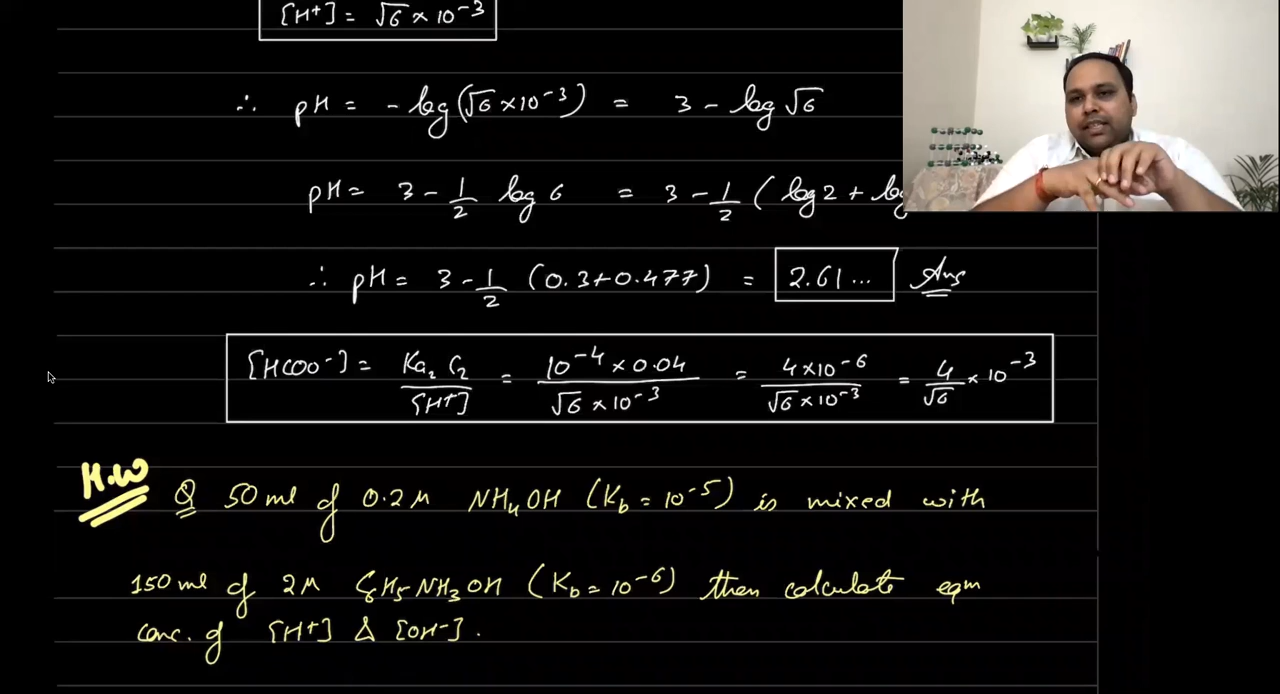 [H⁺] = √6 × 10⁻³
∴ pH = -log(√6 × 10⁻³) = 3 - log √6
pH = 3 - 1/2 log 6 = 3 - 1/2 (log 2 + log
∴ pH = 3 - 1/2 (0.3 + 0.477) = 2.61... Ans
[HCOO⁻] = Ka₂ C₂/[H⁺] = 10⁻⁴ × 0.04/√6 × 10⁻³ = 4 × 10⁻⁶/√6 × 10⁻³ = 4/√6 × 10⁻³
H.W Q 50 ml of 0.2 M NH₄OH (Kb = 10⁻⁵) is mixed with
150 ml of 2 M C₆H₅NH₃OH (Kb = 10⁻⁶) then calculate eqm
conc. of [H⁺] & [OH⁻].